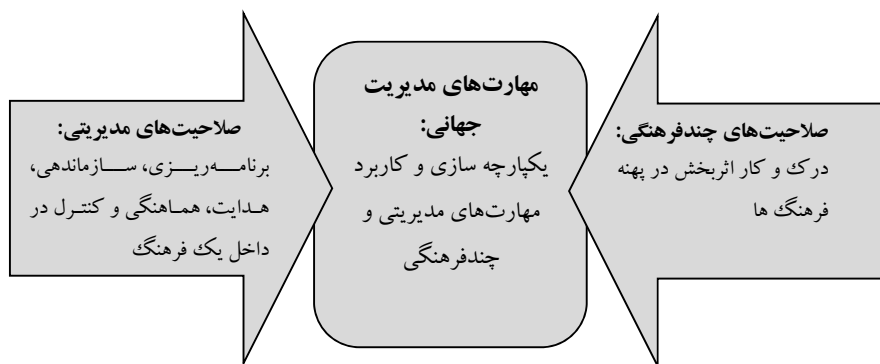 صلاحیت‌های چندفرهنگی:
درک و کار اثربخش در پهنه
فرهنگ ها
مهارت‌های مدیریت
جهانی:
یکپارچه سازی و کاربرد
مهارت‌های مدیریتی و
چندفرهنگی
صلاحیت‌های مدیریتی:
برنامه‌ریزی، سازماندهی،
هدایت، هماهنگی و کنترل در
داخل یک فرهنگ